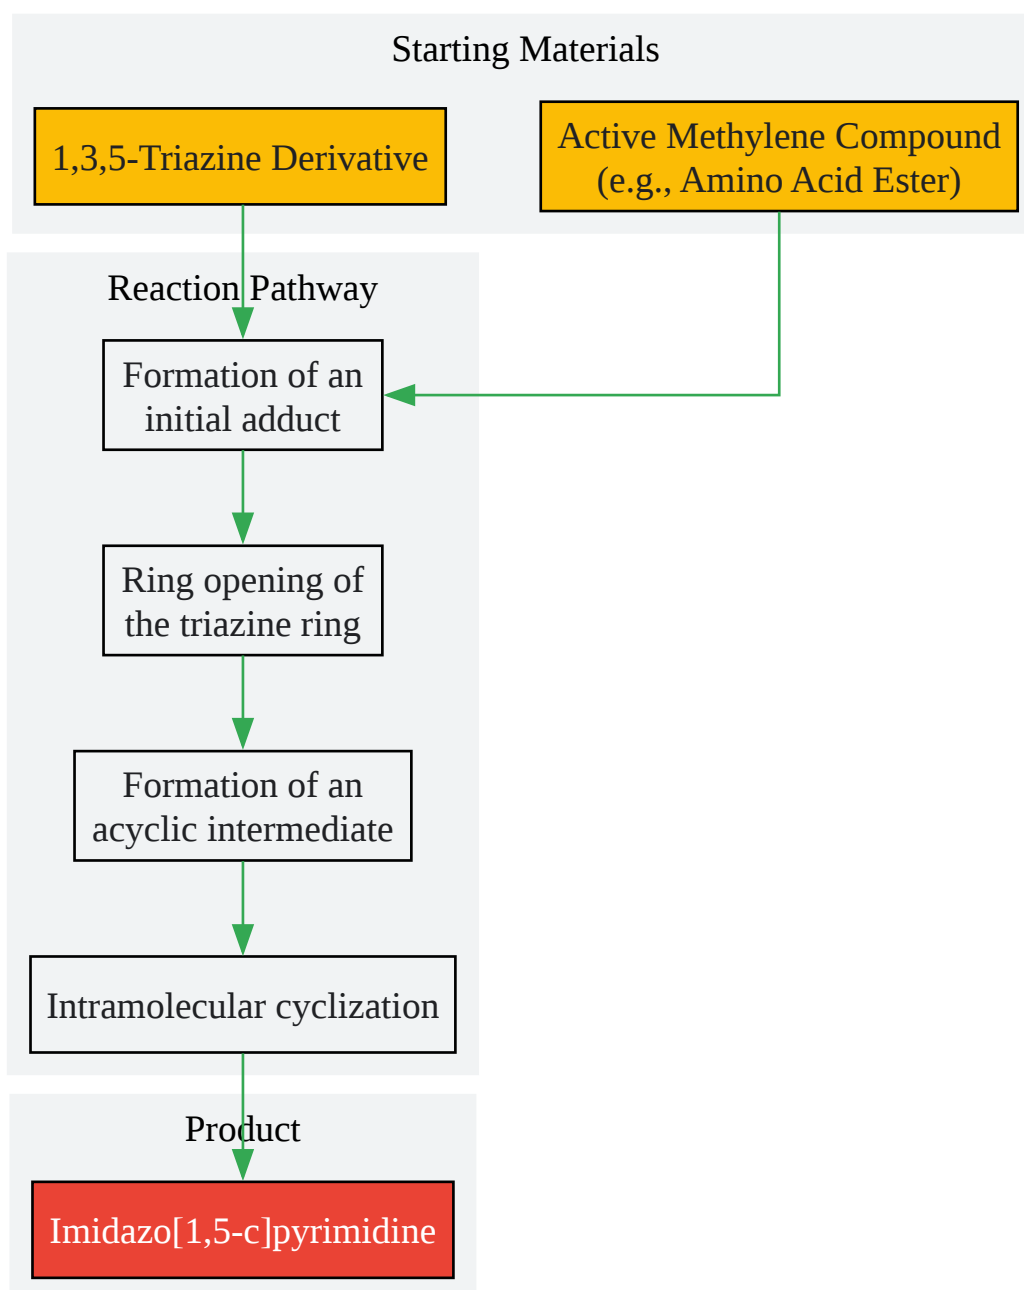 Starting Materials
1,3,5-Triazine Derivative
Active Methylene Compound
(e.g., Amino Acid Ester)
Reaction Pathway
Formation of an
initial adduct
Ring opening of
the triazine ring
Formation of an
acyclic intermediate
Intramolecular cyclization
Product
Imidazo[1,5-c]pyrimidine